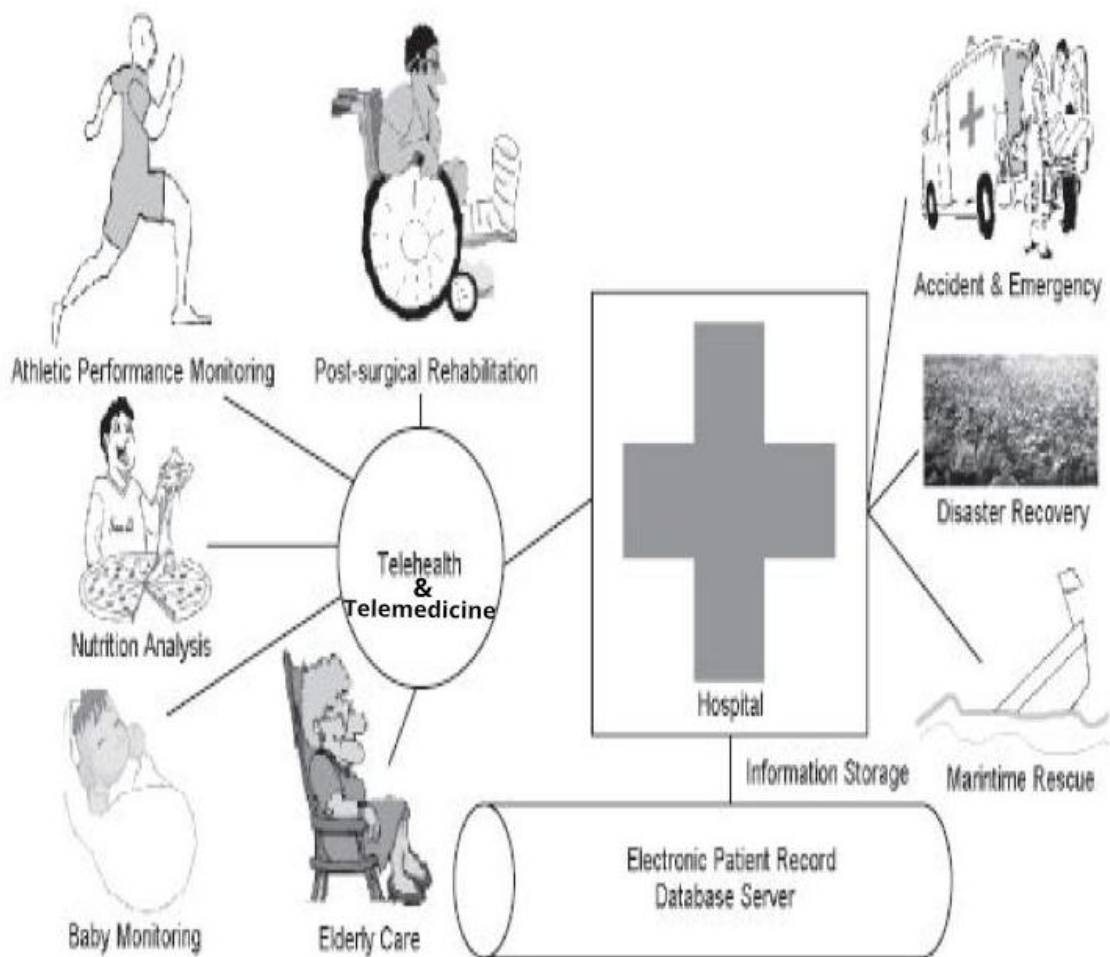 Accident & Emergency
Athletic Performance Monitoring
Post-surgical Rehabilitation
Disaster Recovery
Telehealth
&
Telemedicine
Nutrition Analysis
Hospital
Information Storage
Marintime Rescue
Electronic Patient Record
Database Server
Baby Monitoring
Elderly Care